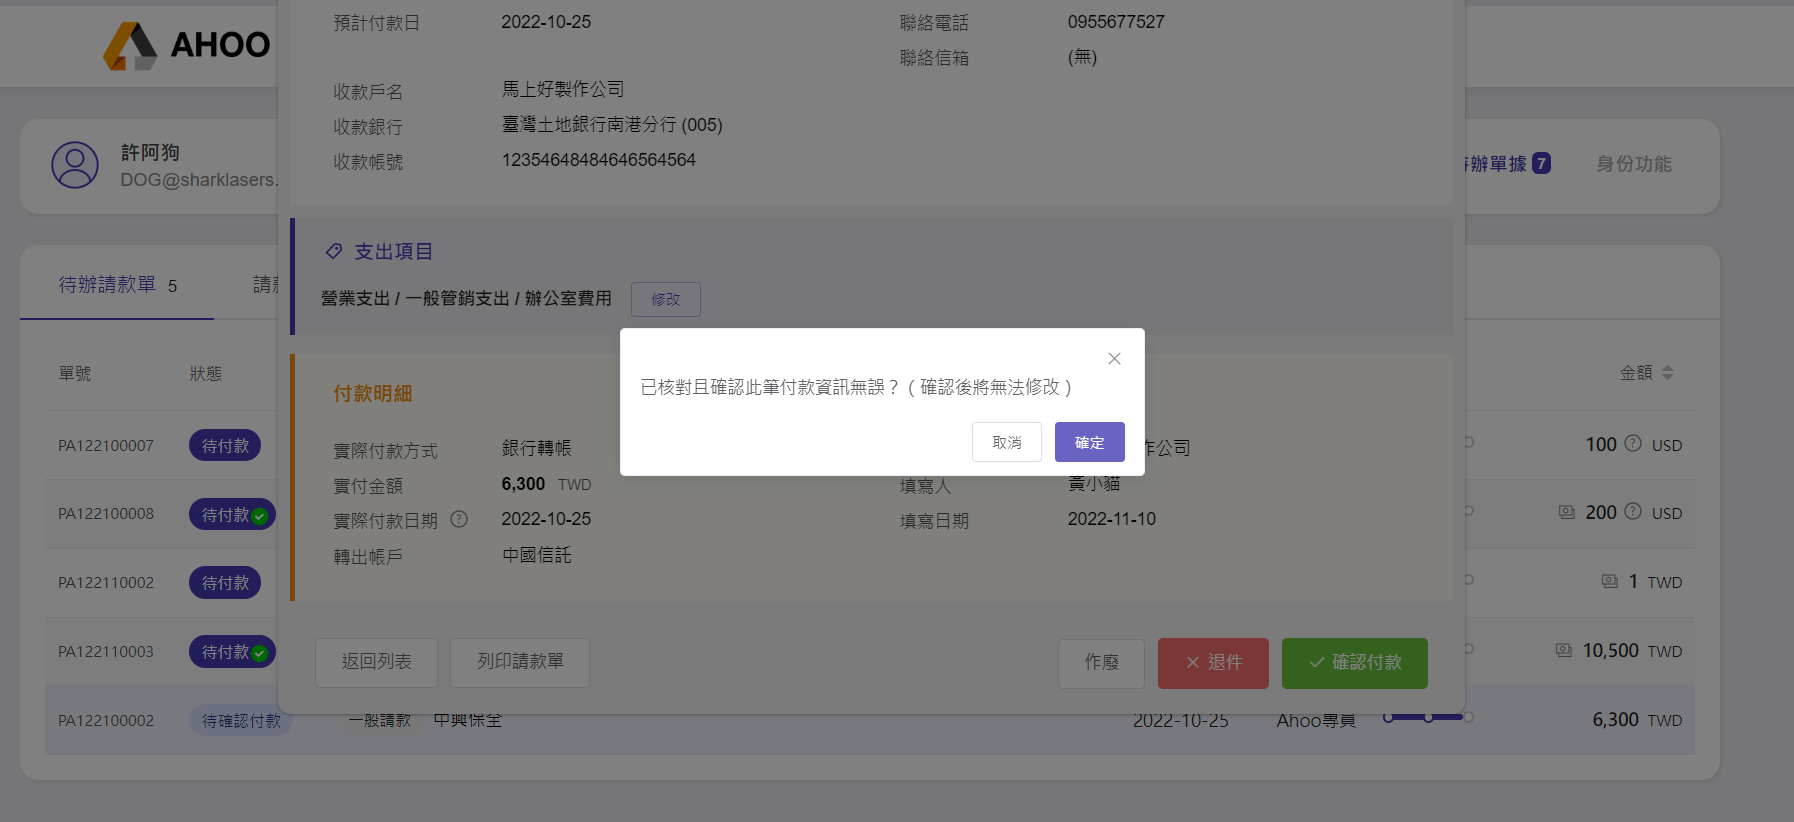 AHOO
許阿狗
DOG@sharklasers.
待辦請款單 5
單號
狀態
PA122100007
待付款
PA122100008
待付款
PA122110002
待付款
PA122110003
待付款
PA122100002
待確認付款
一般請款
中興保全
2022-10-25
Ahoo專員
6,300 TWD
預計付款日
2022-10-25
聯絡電話
0955677527
聯絡信箱
(無)
收款戶名
馬上好製作公司
收款銀行
臺灣土地銀行南港分行 (005)
收款帳號
12354648484646564564
支出項目
營業支出 / 一般管銷支出 / 辦公室費用
修改
付款明細
實際付款方式
銀行轉帳
作公司
實付金額
6,300 TWD
填寫人
黃小貓
實際付款日期
2022-10-25
填寫日期
2022-11-10
轉出帳戶
中國信託
返回列表
列印請款單
作廢
退件
確認付款
已核對且確認此筆付款資訊無誤？( 確認後將無法修改 )
取消
確定
辦單據 7
身份功能
金額
100 USD
200 USD
1 TWD
10,500 TWD